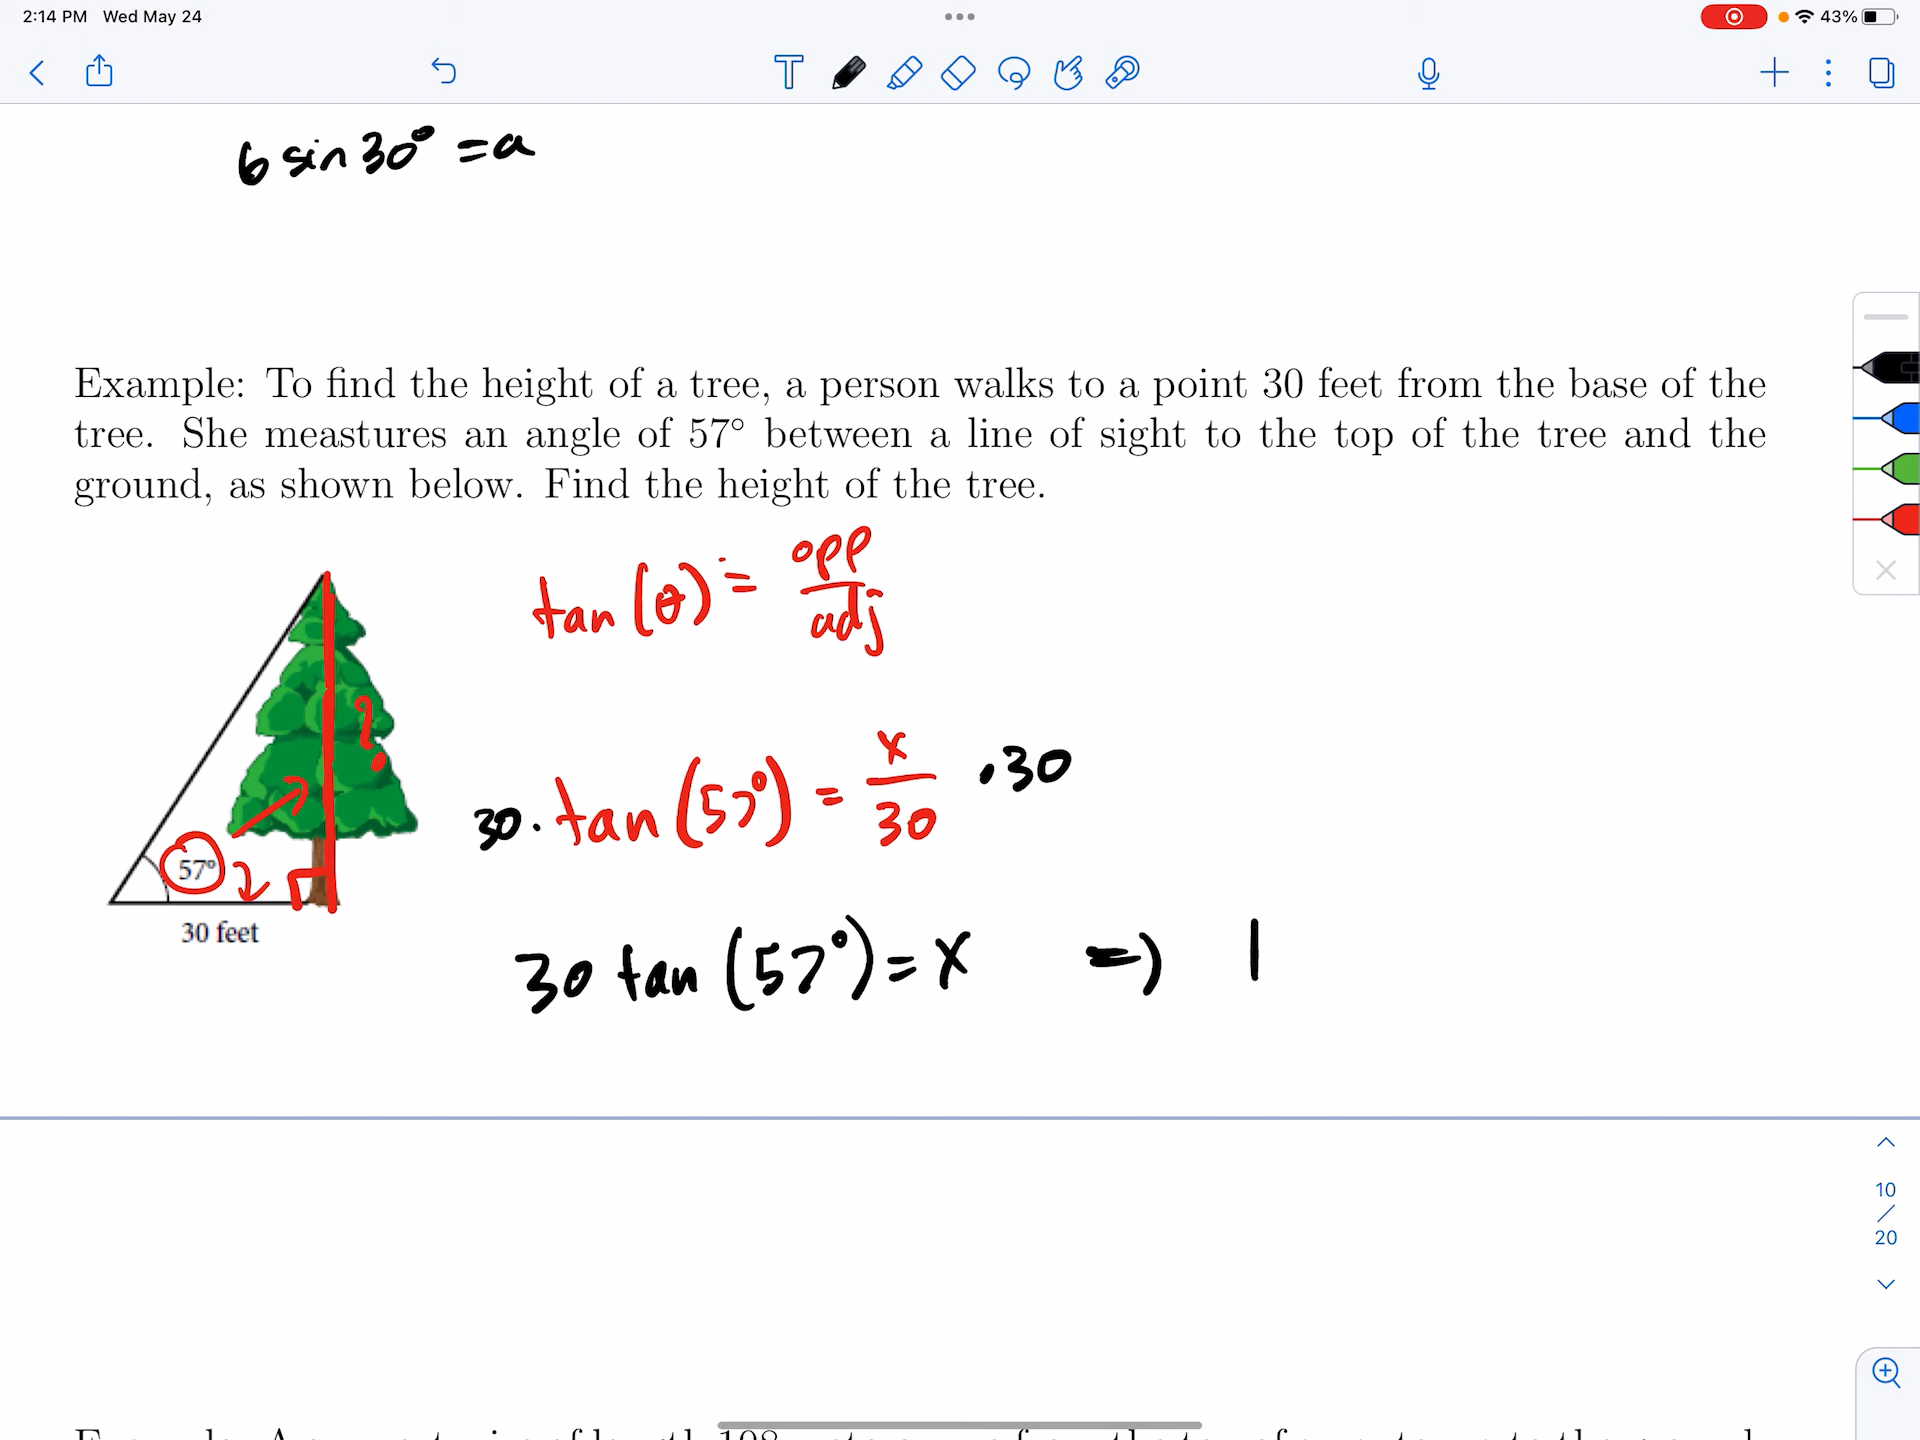 2:14 PM Wed May 24
43%
6 sin 30° = a
Example: To find the height of a tree, a person walks to a point 30 feet from the base of the
tree. She meastures an angle of 57° between a line of sight to the top of the tree and the
ground, as shown below. Find the height of the tree.
tan (θ) = opp/adj
?
30 · tan (57°) = x/30 · 30
57°
30 feet
30 tan (57°) = x => 1
10
/
20